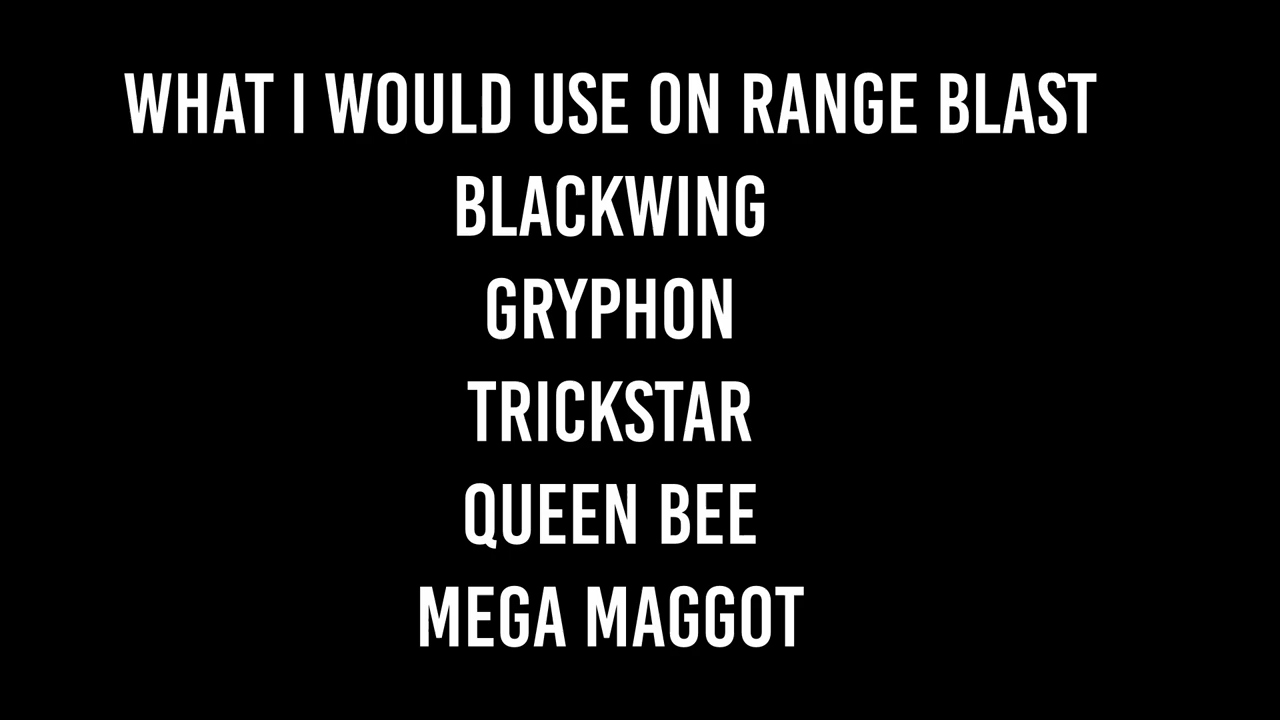 WHAT I WOULD USE ON RANGE BLAST
BLACKWING
GRYPHON
TRICKSTAR
QUEEN BEE
MEGA MAGGOT